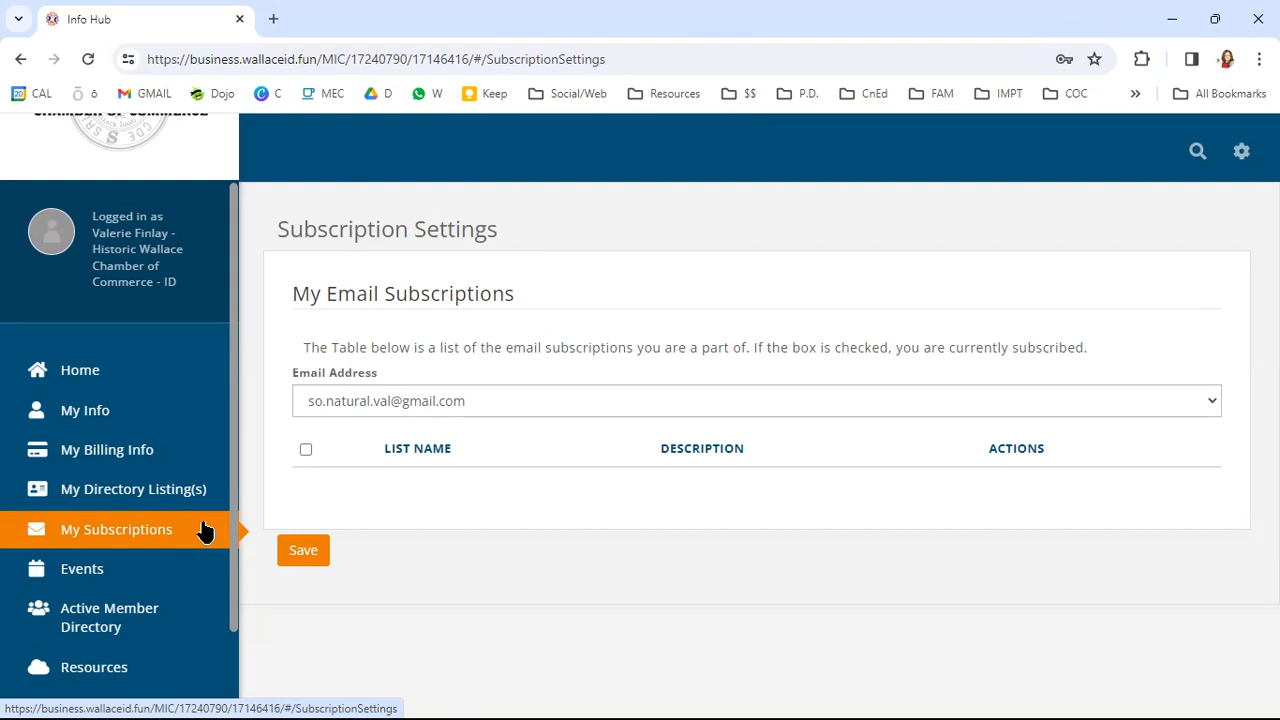 Info Hub
https://business.wallaceid.fun/MIC/17240790/17146416/#/SubscriptionSettings
CAL ō GMAIL Dojo C MEC D W Keep Social/Web Resources $$ P.D. CnEd FAM IMPT COC All Bookmarks
CHAMBER OF COMMERCE
Logged in as
Valerie Finlay -
Historic Wallace
Chamber of
Commerce - ID
Home
My Info
My Billing Info
My Directory Listing(s)
My Subscriptions
Events
Active Member
Directory
Resources
Subscription Settings
My Email Subscriptions
The Table below is a list of the email subscriptions you are a part of. If the box is checked, you are currently subscribed.
Email Address
so.natural.val@gmail.com
LIST NAME DESCRIPTION ACTIONS
Save
https://business.wallaceid.fun/MIC/17240790/17146416/#/SubscriptionSettings